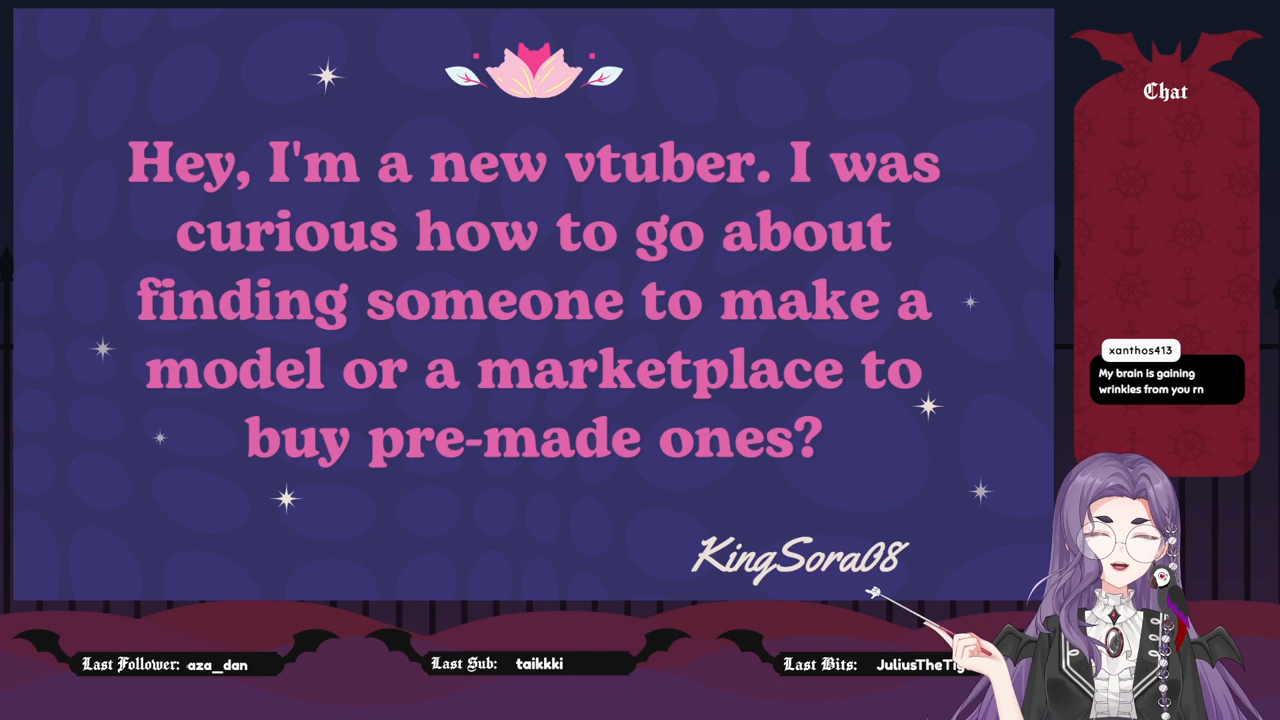 Hey, I'm a new vtuber. I was
curious how to go about
finding someone to make a
model or a marketplace to
buy pre-made ones?
KingSora08
Chat
xanthos413
My brain is gaining
wrinkles from you rn
Last Follower: aza_dan
Last Sub: taikkki
Last Bits: